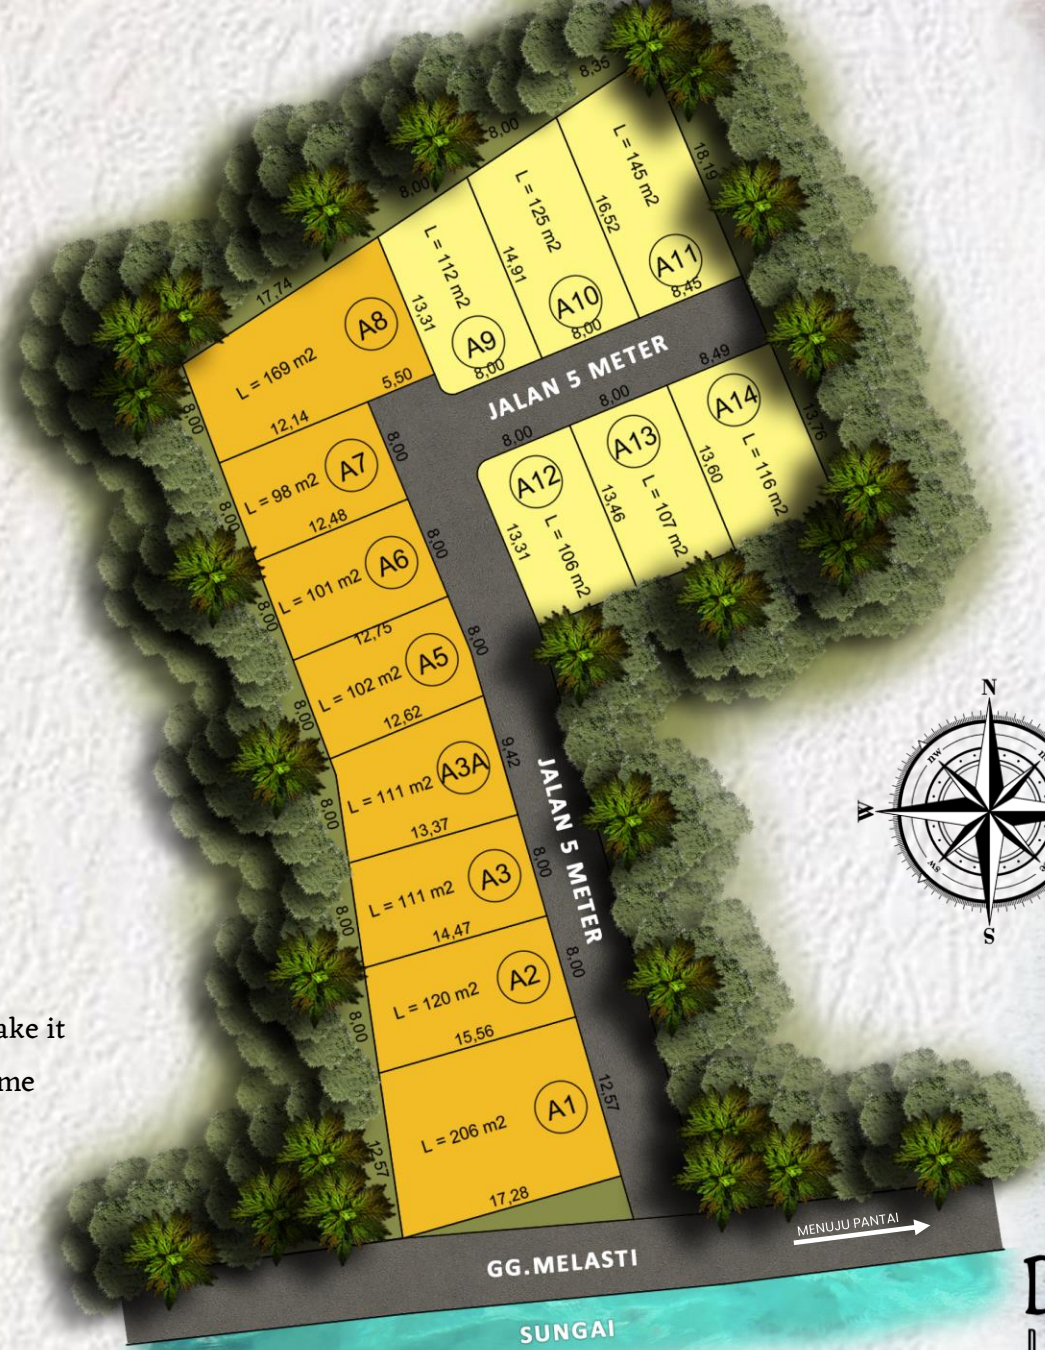 8,35
8,00
8,00
17,74
18,19
L = 145 m2
16,52
A11
8,45
L = 125 m2
14,91
A10
8,00
L = 112 m2
13,31
A9
8,00
A8
L = 169 m2
5,50
12,14
8,00
JALAN 5 METER
8,49
8,00
8,00
A14
L = 116 m2
13,76
13,60
A13
L = 107 m2
13,46
A12
L = 106 m2
13,31
A7
L = 98 m2
8,00
8,00
12,48
A6
L = 101 m2
8,00
8,00
12,75
A5
L = 102 m2
8,00
8,00
12,62
A3A
L = 111 m2
9,42
8,00
13,37
JALAN 5 METER
A3
L = 111 m2
8,00
8,00
14,47
A2
L = 120 m2
8,00
8,00
15,56
A1
L = 206 m2
12,57
12,57
17,28
N
W
S
nw
sw
ake it
me
MENUJU PANTAI
GG.MELASTI
SUNGAI